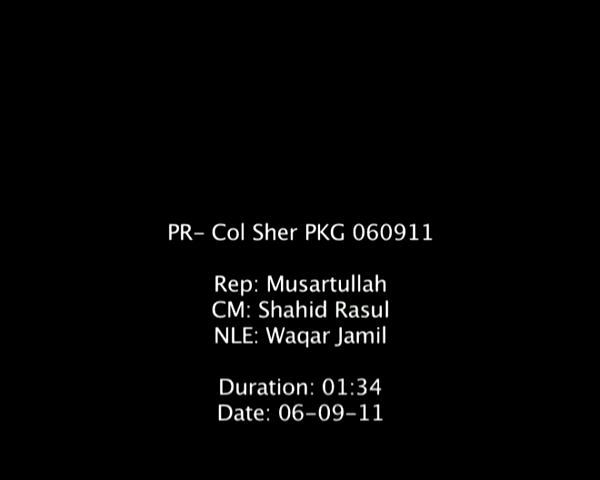 PR- Col Sher PKG 060911
Rep: Musartullah
CM: Shahid Rasul
NLE: Waqar Jamil
Duration: 01:34
Date: 06-09-11